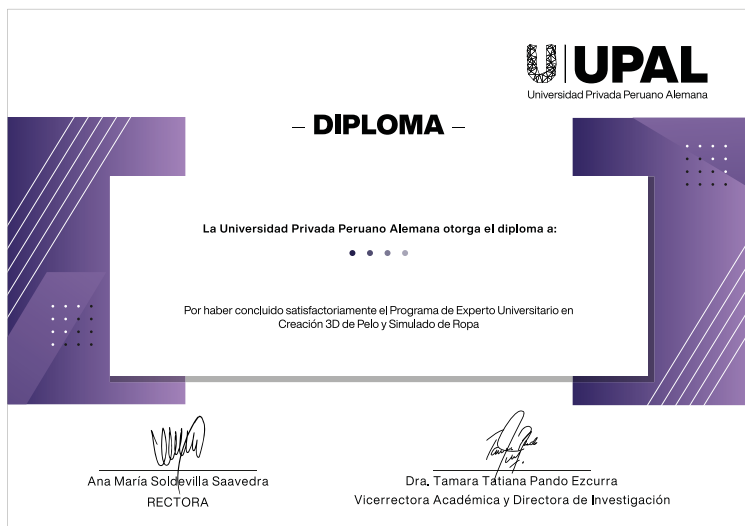 UPAL
Universidad Privada Peruano Alemana
– DIPLOMA –
La Universidad Privada Peruano Alemana otorga el diploma a:
Por haber concluido satisfactoriamente el Programa de Experto Universitario en
Creación 3D de Pelo y Simulado de Ropa
Ana María Soldevilla Saavedra
RECTORA
Dra. Tamara Tatiana Pando Ezcurra
Vicerrectora Académica y Directora de Investigación